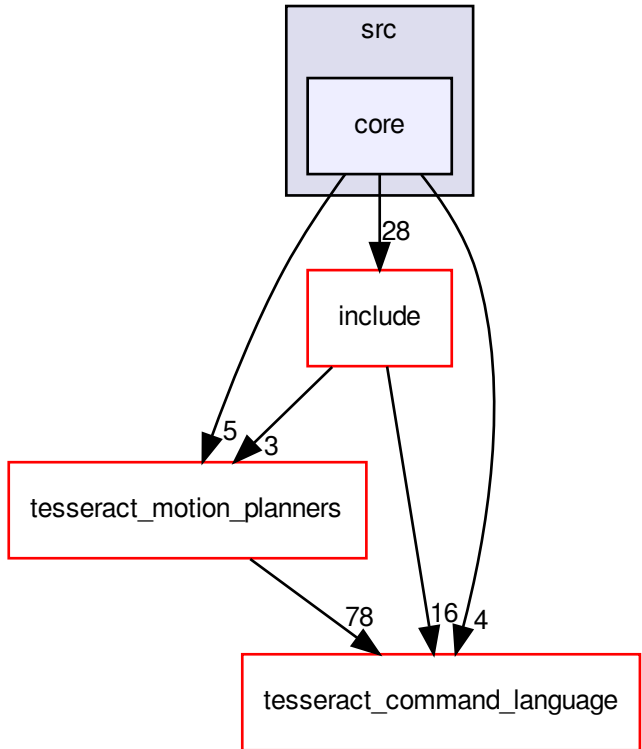 src
core
28
include
5
3
tesseract_motion_planners
78
16
4
tesseract_command_language